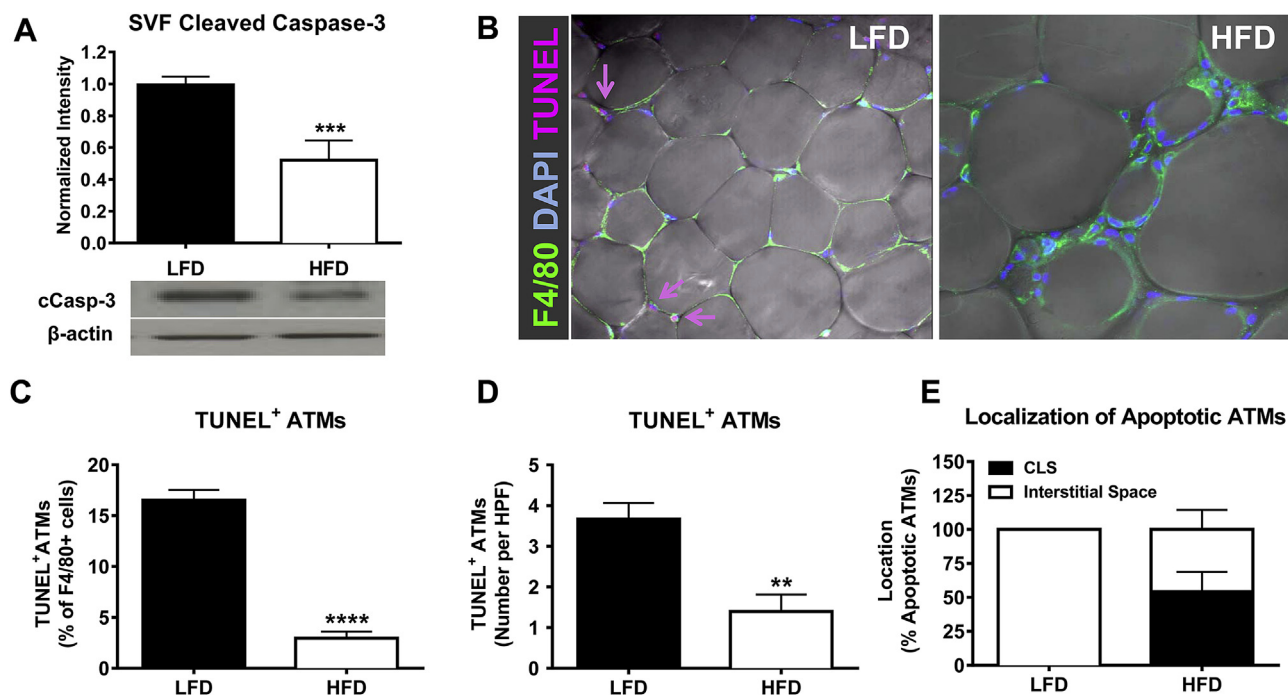 A
SVF Cleaved Caspase-3
Normalized Intensity
1.2
1.0
0.8
0.6
0.4
0.2
0.0
***
LFD
HFD
cCasp-3
β-actin
B
F4/80 DAPI TUNEL
LFD
HFD
C
TUNEL⁺ ATMs
TUNEL⁺ATMs
(% of F4/80+ cells)
20
15
10
5
0
****
LFD
HFD
D
TUNEL⁺ ATMs
TUNEL⁺ ATMs
(Number per HPF)
5
4
3
2
1
0
**
LFD
HFD
E
Localization of Apoptotic ATMs
Location
(% Apoptotic ATMs)
150
125
100
75
50
25
0
CLS
Interstitial Space
LFD
HFD